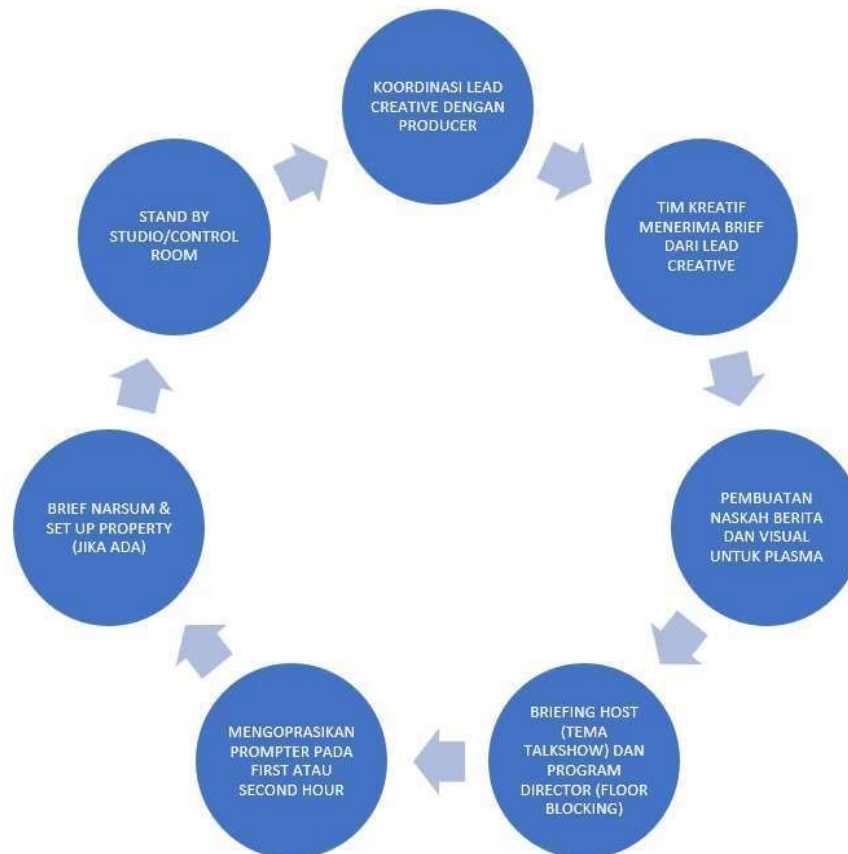 KOORDINASI LEAD
CREATIVE DENGAN
PRODUCER
TIM KREATIF
MENERIMA BRIEF
DARI LEAD
CREATIVE
PEMBUATAN
NASKAH BERITA
DAN VISUAL
UNTUK PLASMA
BRIEFING HOST
(TEMA
TALKSHOW) DAN
PROGRAM
DIRECTOR (FLOOR
BLOCKING)
MENGOPRASIKAN
PROMPTER PADA
FIRST ATAU
SECOND HOUR
BRIEF NARSUM &
SET UP PROPERTY
(JIKA ADA)
STAND BY
STUDIO/CONTROL
ROOM